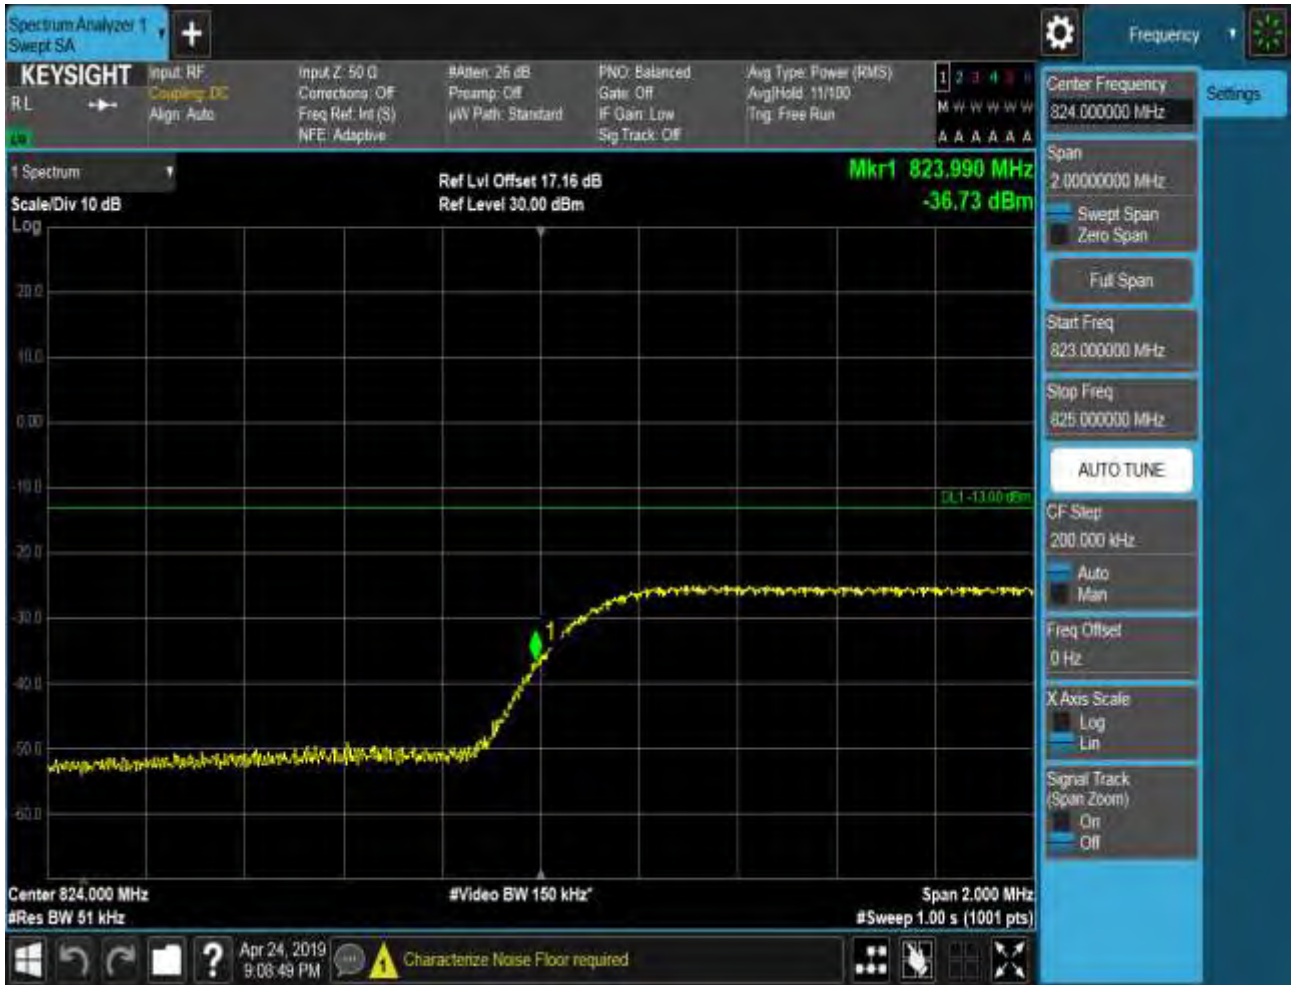 Spectrum Analyzer 1
Swept SA
Frequency
KEYSIGHT
R L
Input: RF
Coupling: DC
Align: Auto
Input Z: 50 Ω
Corrections: Off
Freq Ref: Int (S)
NFE: Adaptive
#Atten: 26 dB
Preamp: Off
µW Path: Standard
PNO: Balanced
Gate: Off
IF Gain: Low
Sig Track: Off
Avg Type: Power (RMS)
Avg|Hold: 11/100
Trig: Free Run
1 2 3 4 5 6
M W W W W W
A A A A A A
1 Spectrum
Scale/Div 10 dB
Log
Ref Lvl Offset 17.16 dB
Ref Level 30.00 dBm
Mkr1 823.990 MHz
-36.73 dBm
20.0
10.0
0.00
-10.0
-20.0
-30.0
-40.0
-50.0
-60.0
DL1 -13.00 dBm
1
Center 824.000 MHz
#Res BW 51 kHz
#Video BW 150 kHz*
Span 2.000 MHz
#Sweep 1.00 s (1001 pts)
Center Frequency
824.000000 MHz
Settings
Span
2.00000000 MHz
Swept Span
Zero Span
Full Span
Start Freq
823.000000 MHz
Stop Freq
825.000000 MHz
AUTO TUNE
CF Step
200.000 kHz
Auto
Man
Freq Offset
0 Hz
X Axis Scale
Log
Lin
Signal Track
(Span Zoom)
On
Off
?
Apr 24, 2019
9:08:49 PM
1
Characterize Noise Floor required